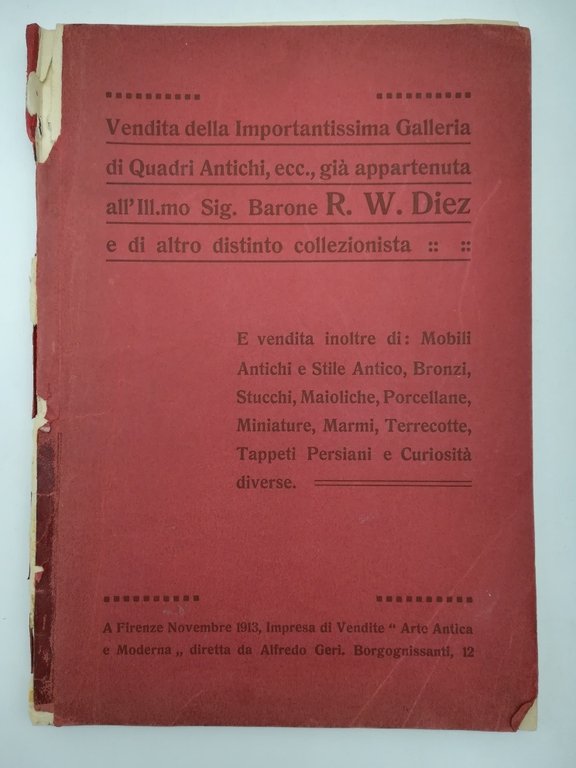 Vendita della Importantissima Galleria
di Quadri Antichi, ecc., già appartenuta
all'Ill.mo Sig. Barone R. W. Diez
e di altro distinto collezionista :: ::
E vendita inoltre di: Mobili
Antichi e Stile Antico, Bronzi,
Stucchi, Maioliche, Porcellane,
Miniature, Marmi, Terrecotte,
Tappeti Persiani e Curiosità
diverse.
A Firenze Novembre 1913, Impresa di Vendite " Arte Antica
e Moderna „ diretta da Alfredo Geri. Borgognissanti, 12